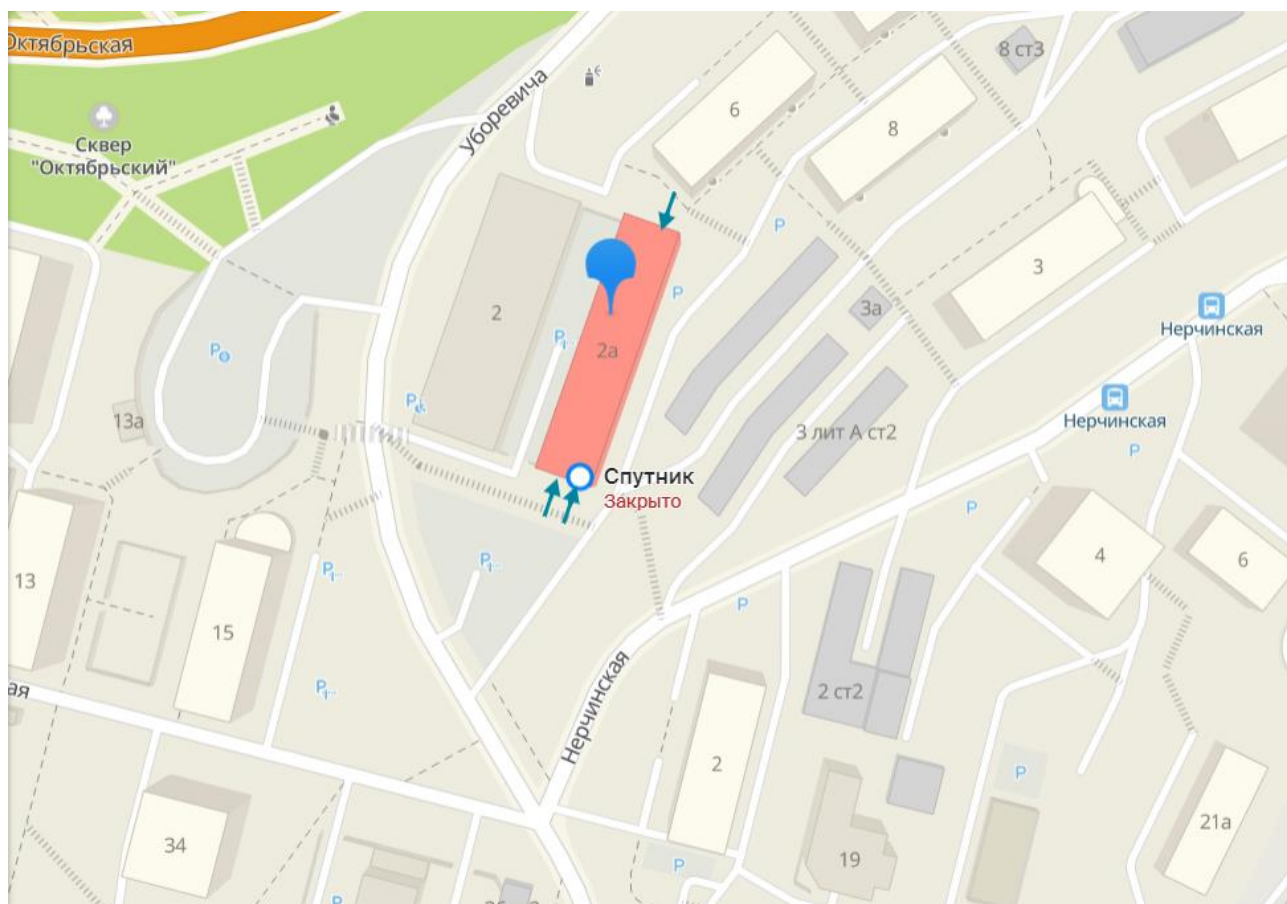 Октябрьская
8 ст3
Уборевича
6
8
Сквер
"Октябрьский"
P
3
2
3а
P
Нерчинская
2а
P
P
P
13а
Нерчинская
3 лит А ст2
P
Спутник
Закрыто
P
P
4
6
13
P
P
15
Нерчинская
ая
P
2 ст2
2
P
34
19
21а
P
P